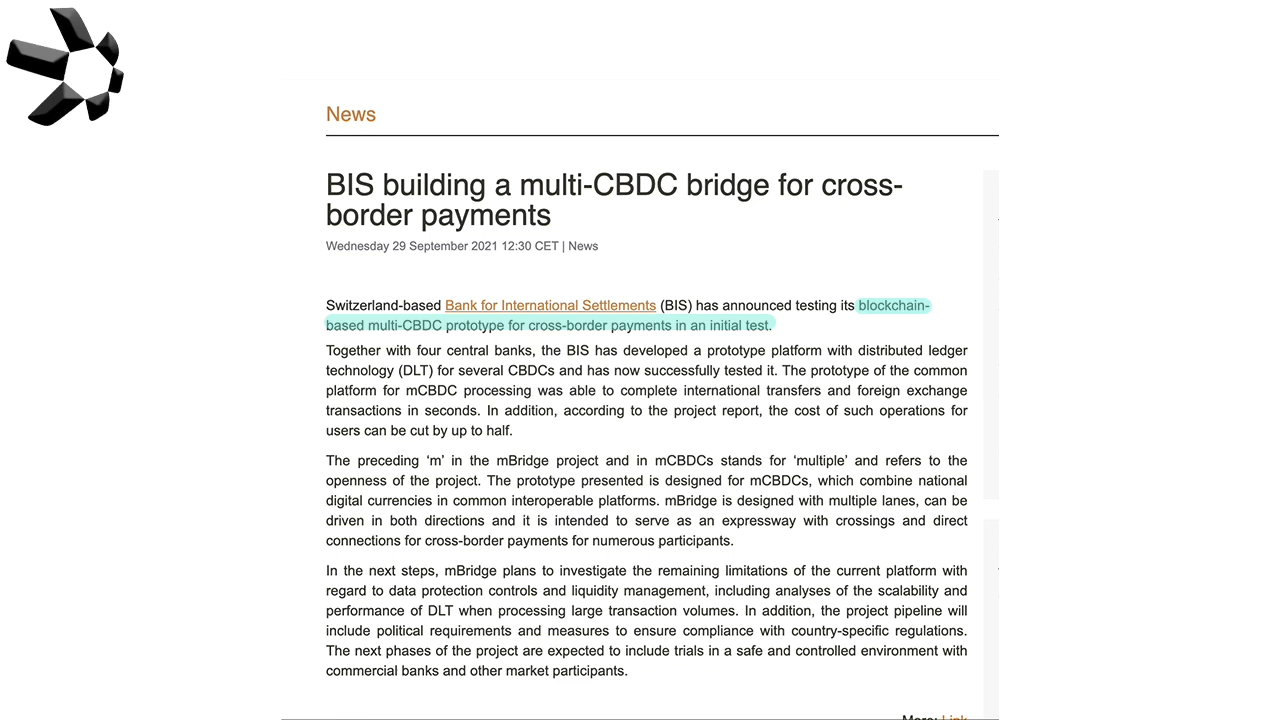 News
BIS building a multi-CBDC bridge for cross-
border payments
Wednesday 29 September 2021 12:30 CET | News
Switzerland-based Bank for International Settlements (BIS) has announced testing its blockchain-
based multi-CBDC prototype for cross-border payments in an initial test.
Together with four central banks, the BIS has developed a prototype platform with distributed ledger
technology (DLT) for several CBDCs and has now successfully tested it. The prototype of the common
platform for mCBDC processing was able to complete international transfers and foreign exchange
transactions in seconds. In addition, according to the project report, the cost of such operations for
users can be cut by up to half.
The preceding ‘m’ in the mBridge project and in mCBDCs stands for ‘multiple’ and refers to the
openness of the project. The prototype presented is designed for mCBDCs, which combine national
digital currencies in common interoperable platforms. mBridge is designed with multiple lanes, can be
driven in both directions and it is intended to serve as an expressway with crossings and direct
connections for cross-border payments for numerous participants.
In the next steps, mBridge plans to investigate the remaining limitations of the current platform with
regard to data protection controls and liquidity management, including analyses of the scalability and
performance of DLT when processing large transaction volumes. In addition, the project pipeline will
include political requirements and measures to ensure compliance with country-specific regulations.
The next phases of the project are expected to include trials in a safe and controlled environment with
commercial banks and other market participants.
More: Link